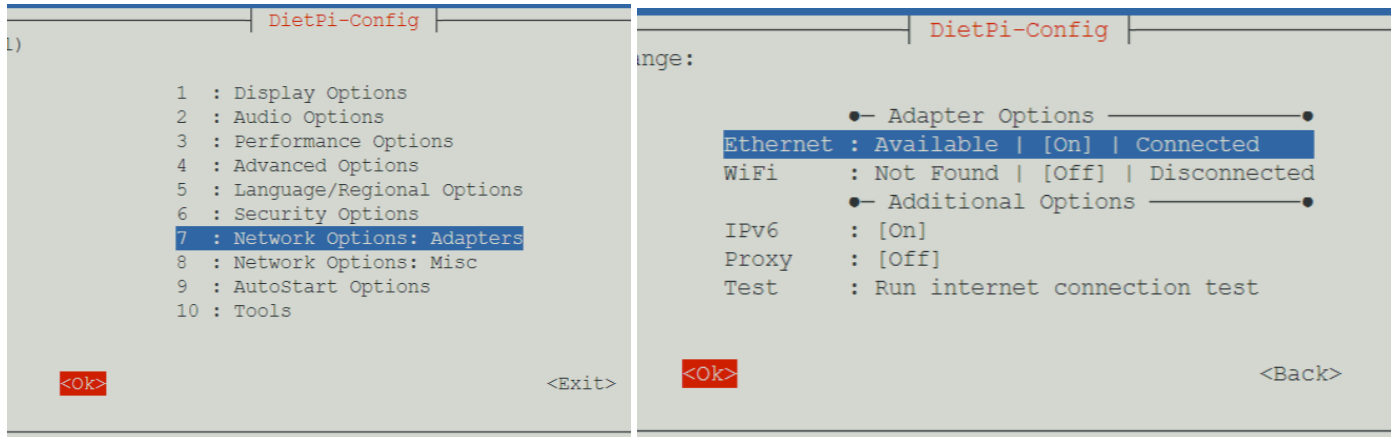 DietPi-Config
1)
1 : Display Options
2 : Audio Options
3 : Performance Options
4 : Advanced Options
5 : Language/Regional Options
6 : Security Options
7 : Network Options: Adapters
8 : Network Options: Misc
9 : AutoStart Options
10 : Tools
<Ok> <Exit>
DietPi-Config
ange:
●─ Adapter Options ─●
Ethernet : Available | [On] | Connected
WiFi : Not Found | [Off] | Disconnected
●─ Additional Options ─●
IPv6 : [On]
Proxy : [Off]
Test : Run internet connection test
<Ok> <Back>